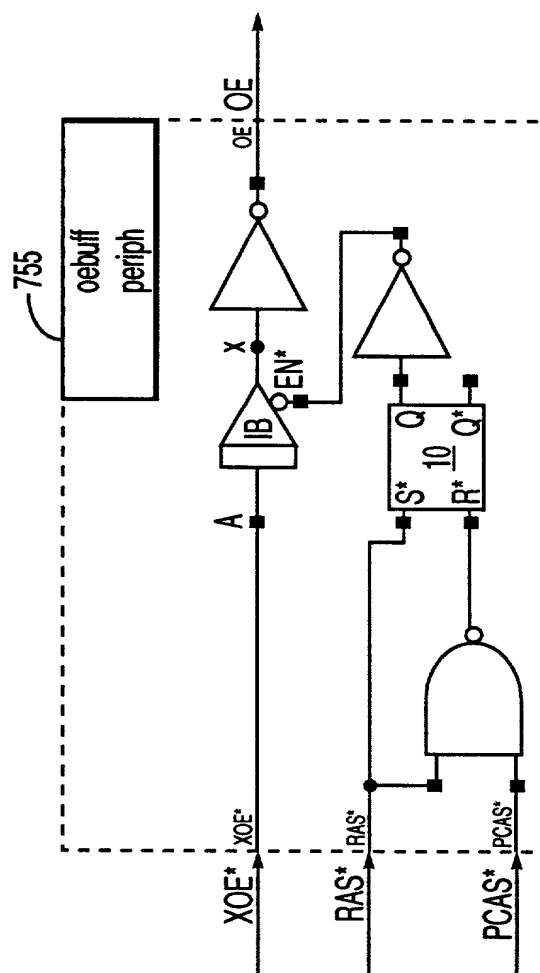 755
oebuff
periph
XOE*
XOE*
A
IB
X
EN*
OE
OE
RAS*
RAS*
S*
Q
10
R*
Q*
PCAS*
PCAS*